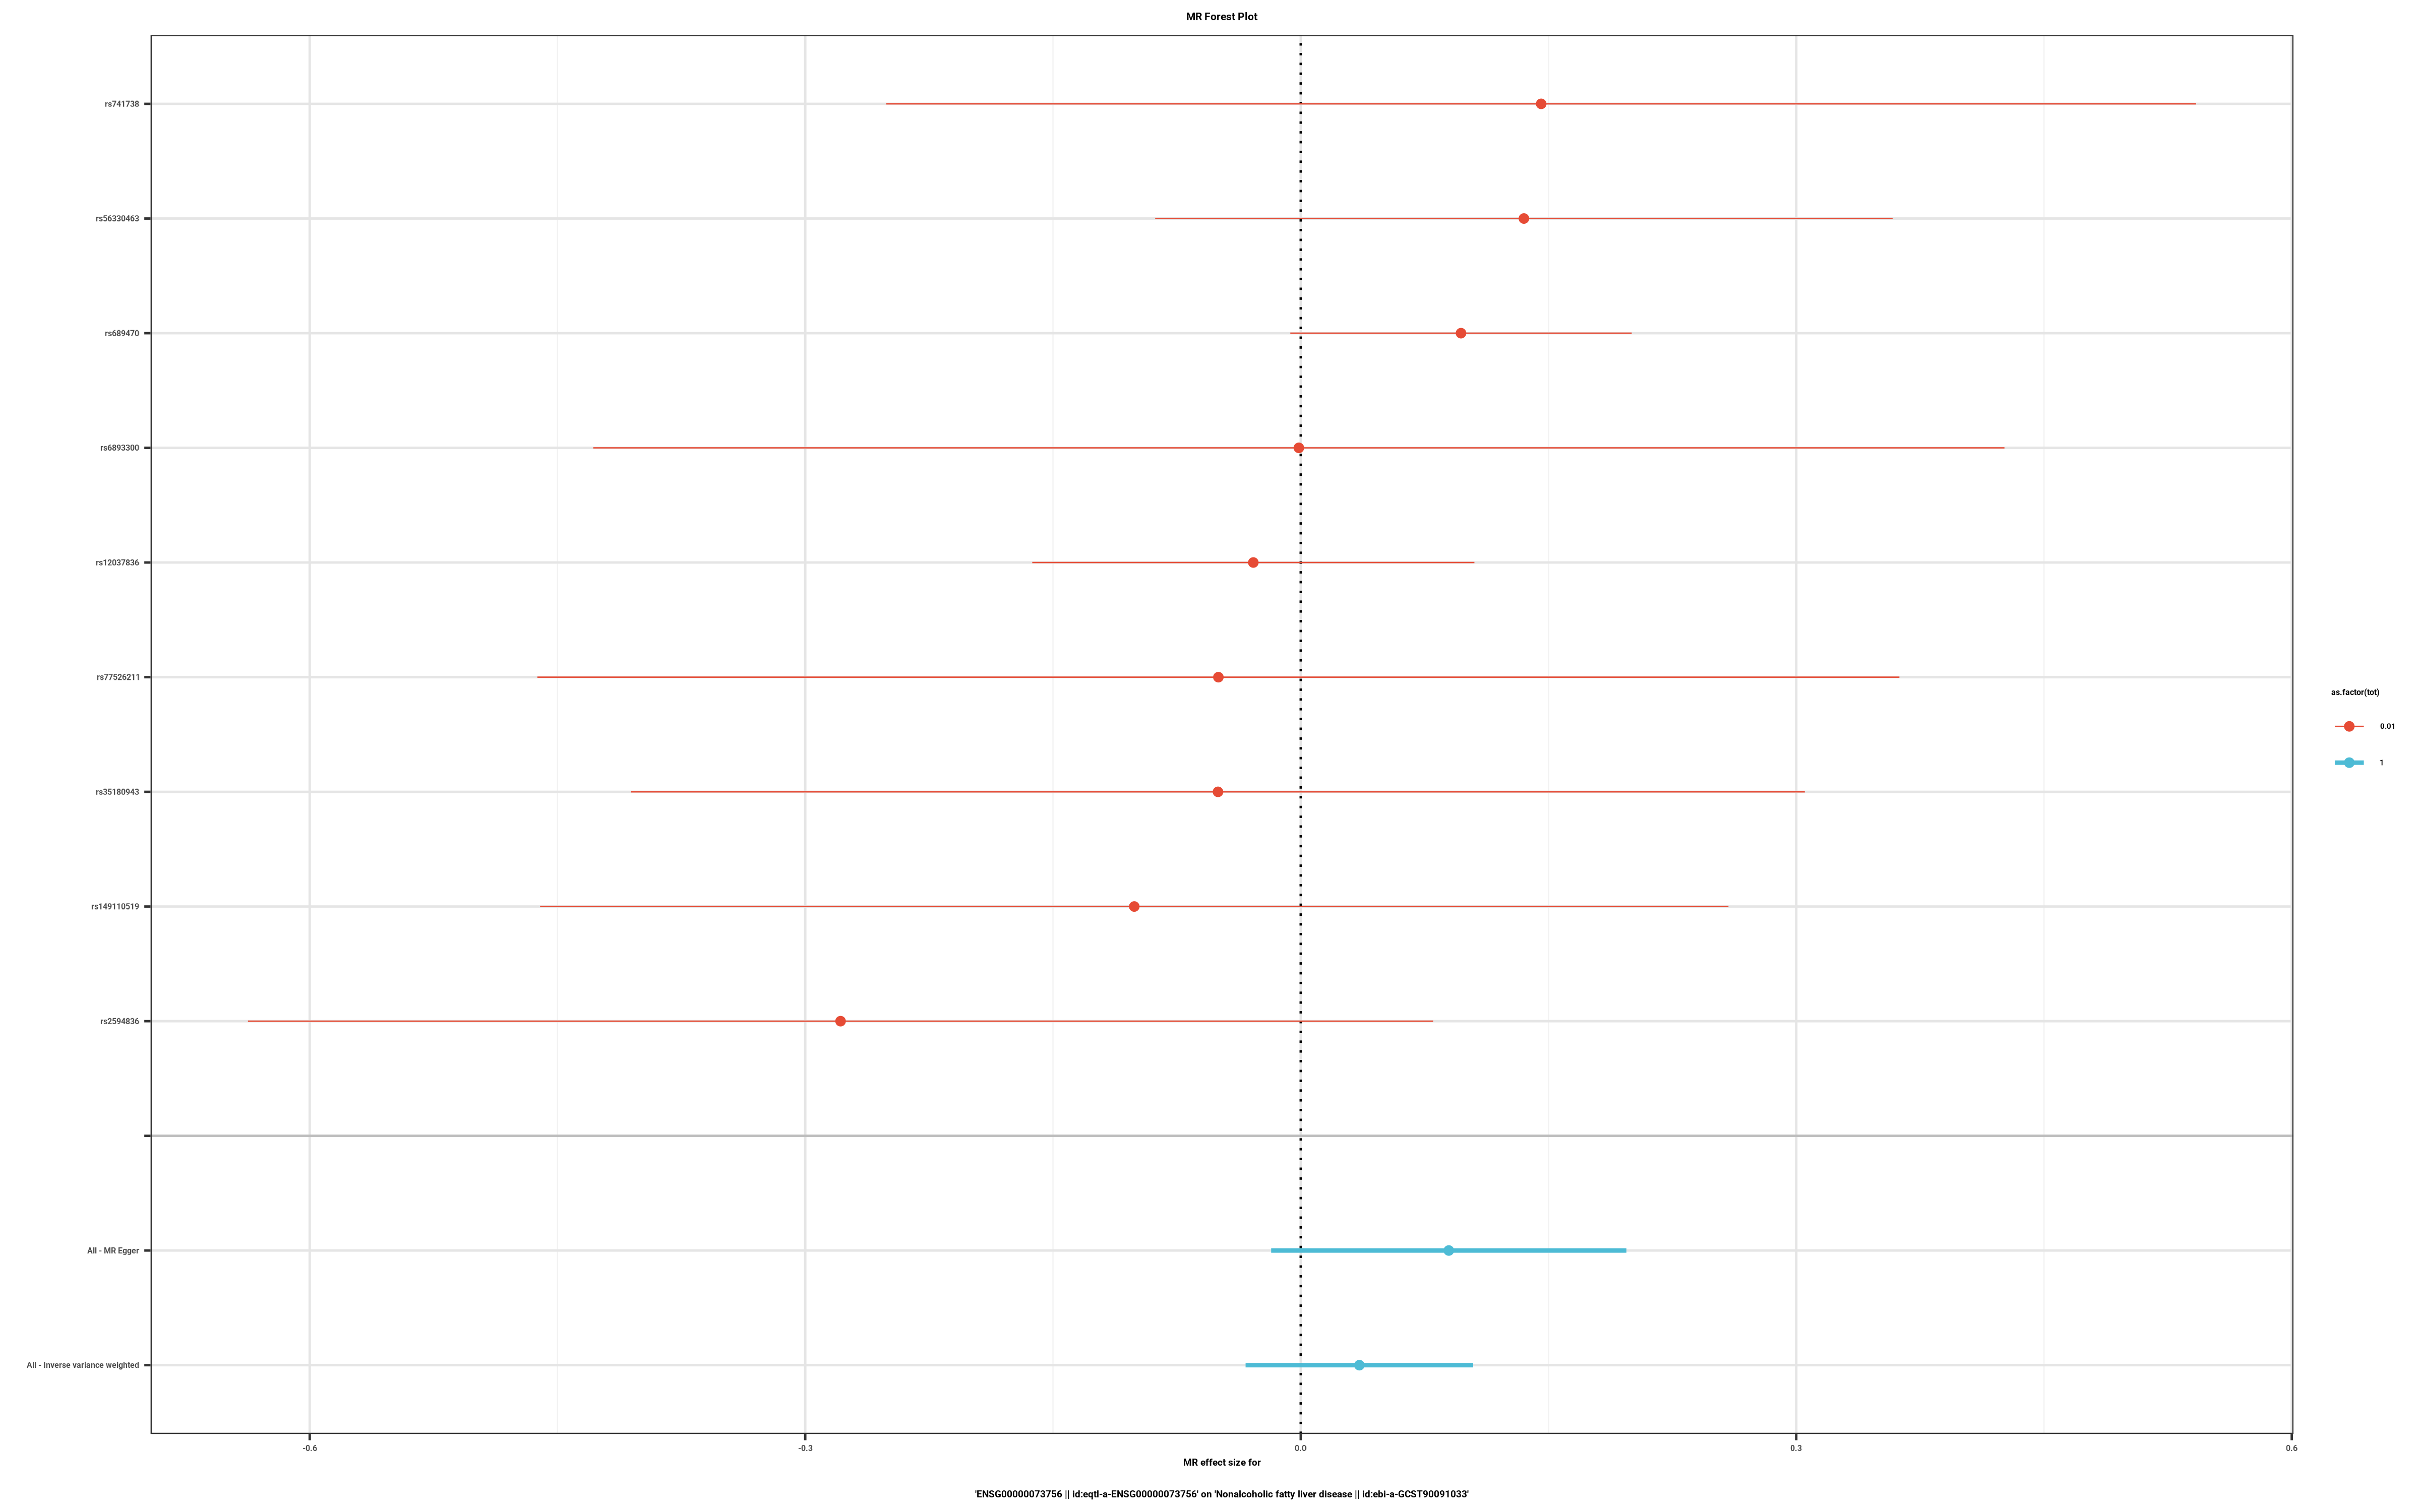 MR Forest Plot
rs741738
rs56330463
rs689470
rs6893300
rs12037836
rs77526211
rs35180943
rs149110519
rs2594836
All - MR Egger
All - Inverse variance weighted
as.factor(tot)
0.01
1
-0.6 -0.3 0.0 0.3 0.6
MR effect size for
'ENSG00000073756 || id:eqtl-a-ENSG00000073756' on 'Nonalcoholic fatty liver disease || id:ebi-a-GCST90091033'